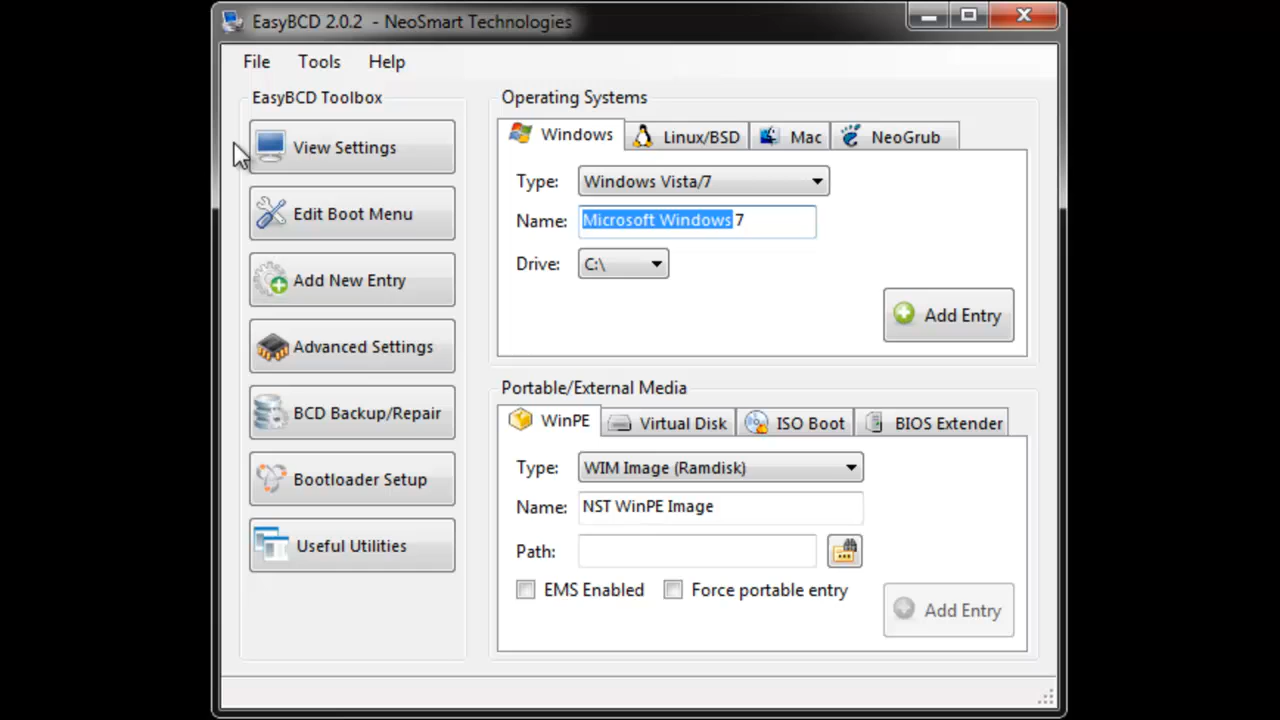 EasyBCD 2.0.2 - NeoSmart Technologies
File Tools Help
EasyBCD Toolbox
View Settings
Edit Boot Menu
Add New Entry
Advanced Settings
BCD Backup/Repair
Bootloader Setup
Useful Utilities
Operating Systems
Windows Linux/BSD Mac NeoGrub
Type: Windows Vista/7
Name: Microsoft Windows 7
Drive: C:\
Add Entry
Portable/External Media
WinPE Virtual Disk ISO Boot BIOS Extender
Type: WIM Image (Ramdisk)
Name: NST WinPE Image
Path:
EMS Enabled Force portable entry
Add Entry